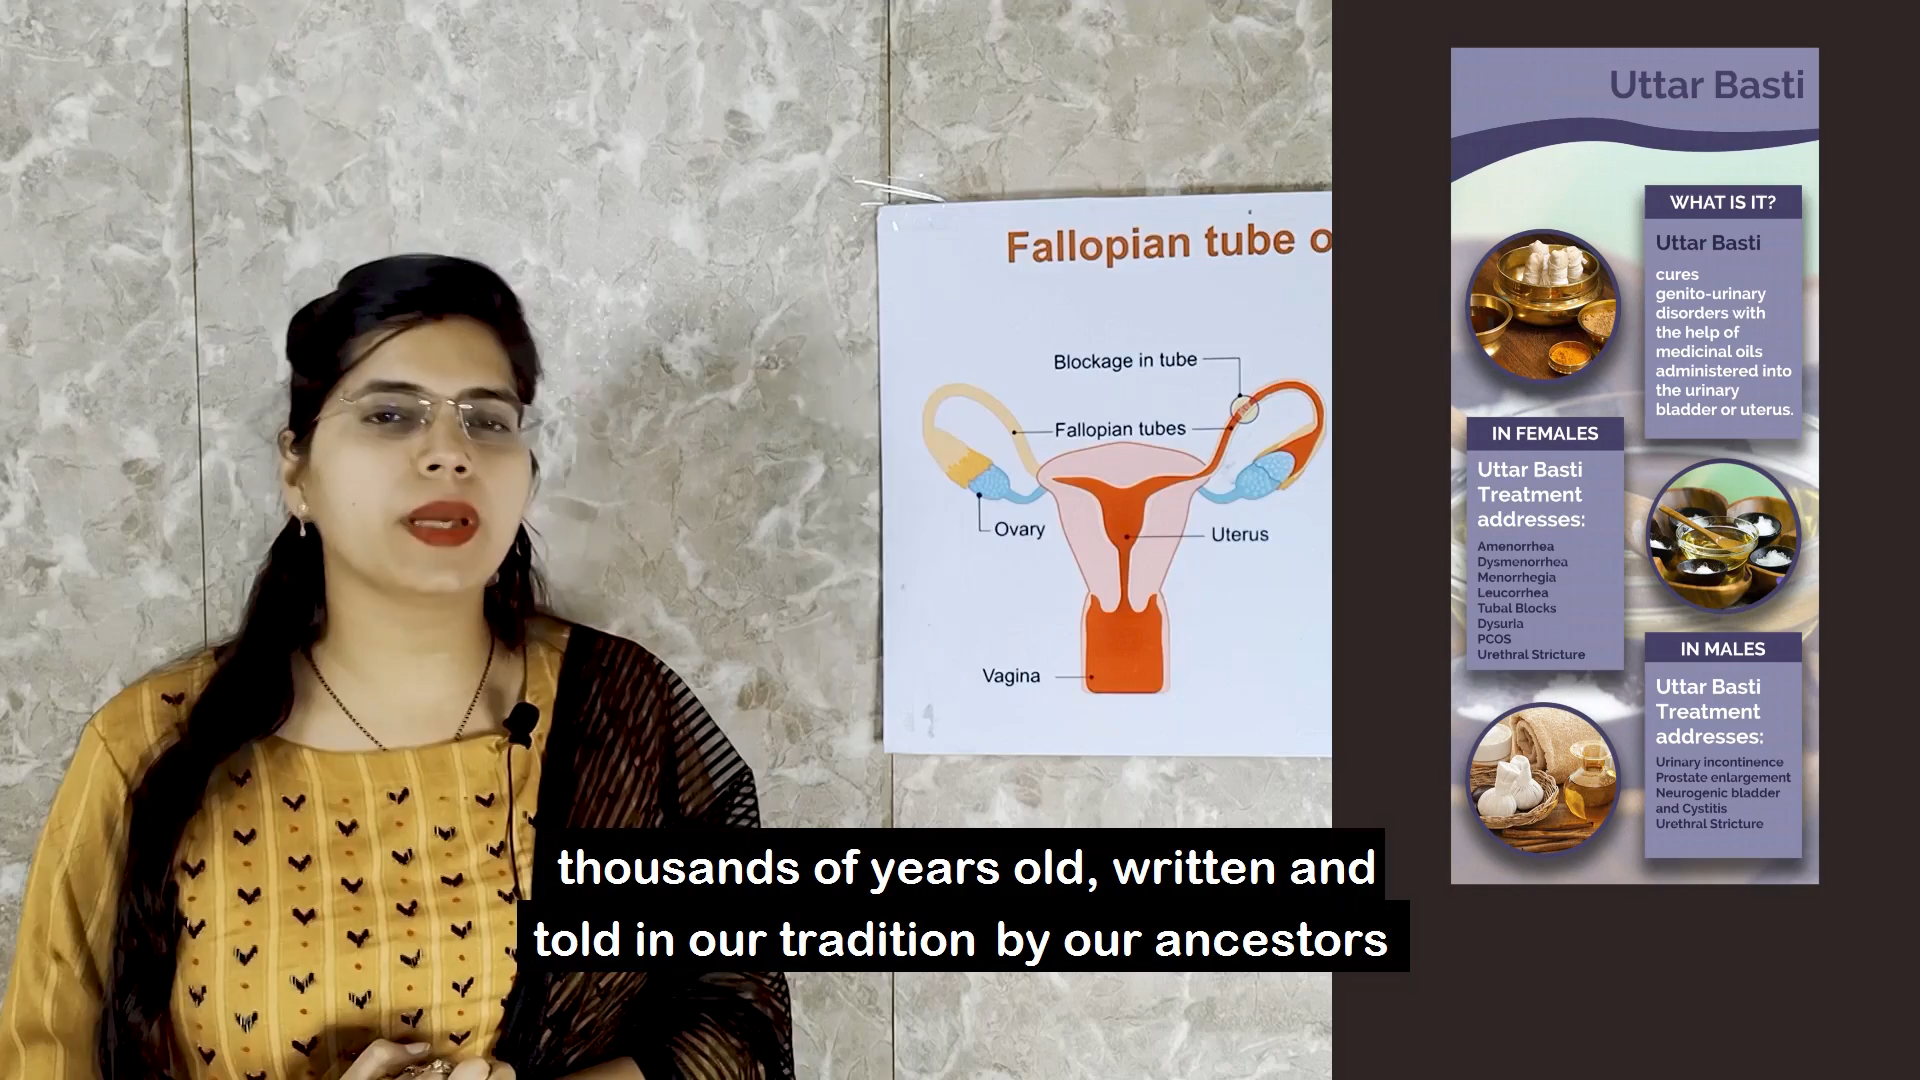 Fallopian tube o
Blockage in tube
Fallopian tubes
Ovary
Uterus
Vagina
thousands of years old, written and
told in our tradition by our ancestors
Uttar Basti
WHAT IS IT?
Uttar Basti
cures
genito-urinary
disorders with
the help of
medicinal oils
administered into
the urinary
bladder or uterus.
IN FEMALES
Uttar Basti
Treatment
addresses:
Amenorrhea
Dysmenorrhea
Menorrhegia
Leucorrhea
Tubal Blocks
Dysuria
PCOS
Urethral Stricture
IN MALES
Uttar Basti
Treatment
addresses:
Urinary incontinence
Prostate enlargement
Neurogenic bladder
and Cystitis
Urethral Stricture